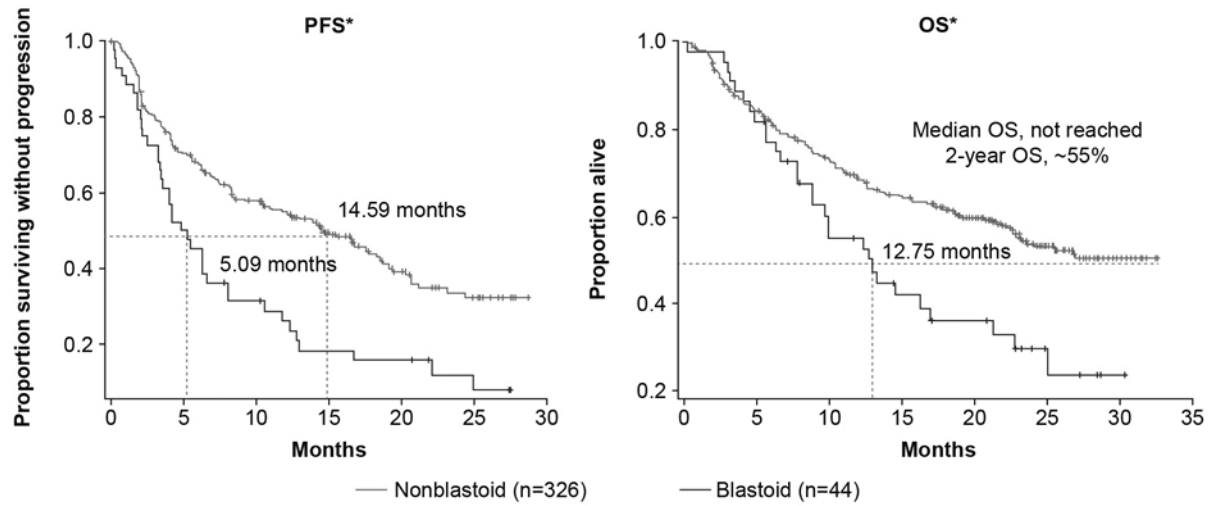 PFS*
Proportion surviving without progression
1.0
0.8
0.6
0.4
0.2
14.59 months
5.09 months
0 5 10 15 20 25 30
Months
OS*
Proportion alive
1.0
0.8
0.6
0.4
0.2
Median OS, not reached
2-year OS, ~55%
12.75 months
0 5 10 15 20 25 30 35
Months
Nonblastoid (n=326) Blastoid (n=44)